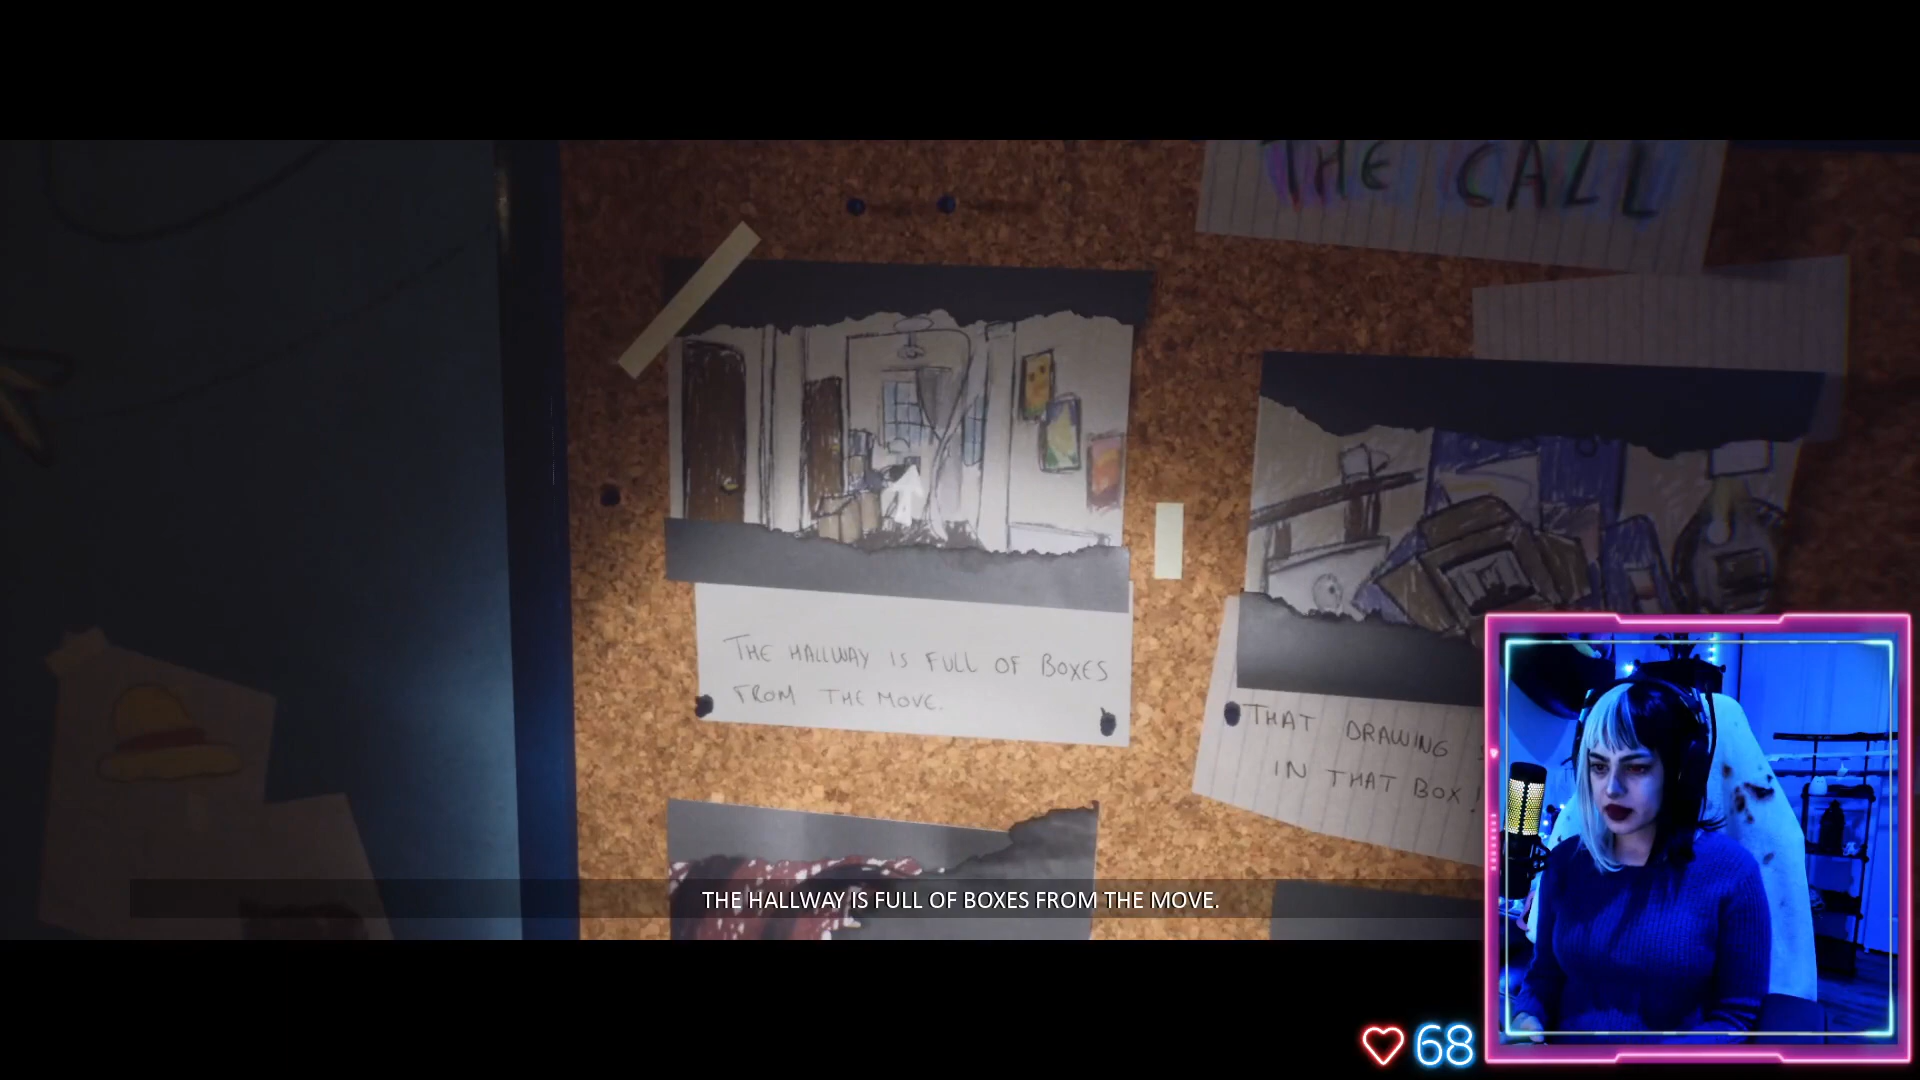 THE CALL
THE HALLWAY IS FULL OF BOXES
FROM THE MOVE.
THAT DRAWING
IN THAT BOX!
THE HALLWAY IS FULL OF BOXES FROM THE MOVE.
68